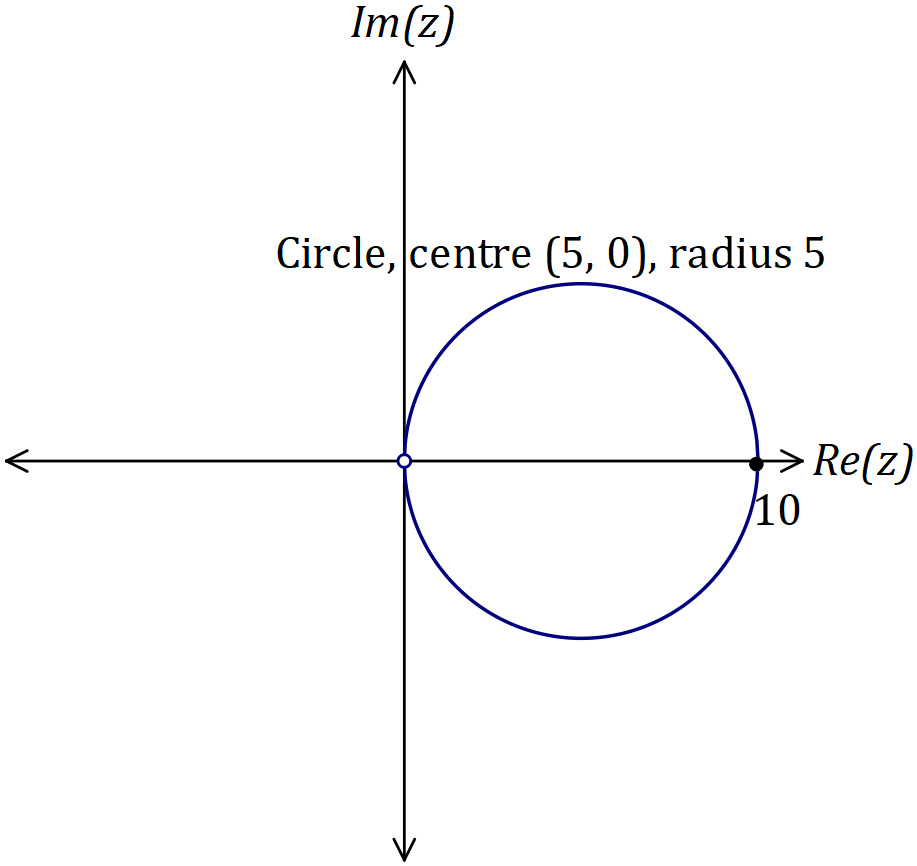 Im(z)
Circle, centre (5, 0), radius 5
Re(z)
10